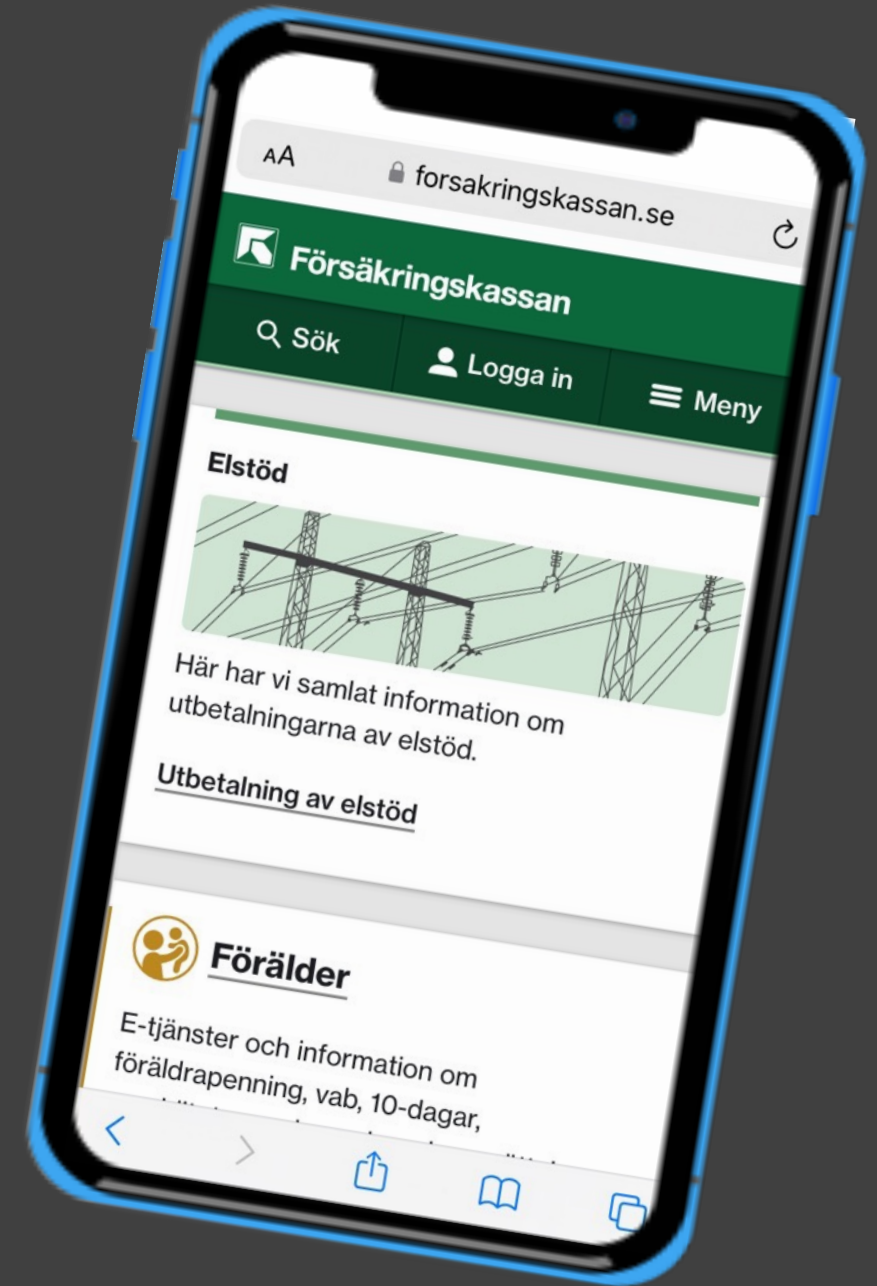 AA forsakringskassan.se
Försäkringskassan
Sök Logga in Meny
Elstöd
Här har vi samlat information om
utbetalningarna av elstöd.
Utbetalning av elstöd
Förälder
E-tjänster och information om
föräldrapenning, vab, 10-dagar,